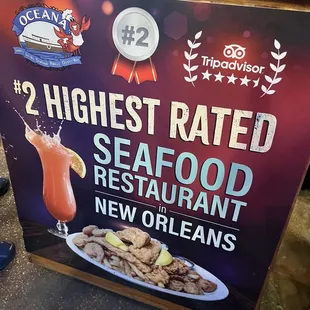 OCEANA
#2
Tripadvisor
#2 HIGHEST RATED
SEAFOOD
RESTAURANT
in
NEW ORLEANS